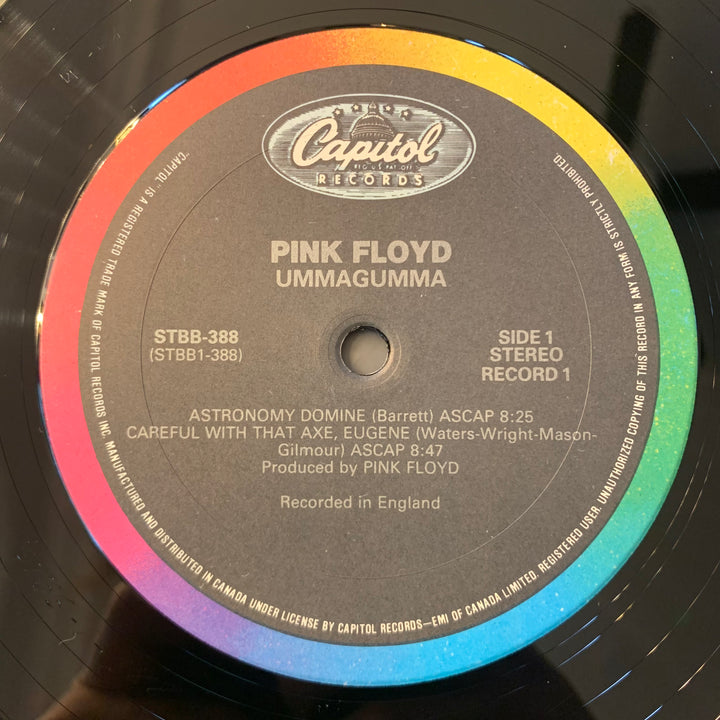 Capitol
REG. U.S. PAT. OFF.
RECORDS
PINK FLOYD
UMMAGUMMA
STBB-388
(STBB1-388)
SIDE 1
STEREO
RECORD 1
ASTRONOMY DOMINE (Barrett) ASCAP 8:25
CAREFUL WITH THAT AXE, EUGENE (Waters-Wright-Mason-
Gilmour) ASCAP 8:47
Produced by PINK FLOYD
Recorded in England
"CAPITOL" IS A REGISTERED TRADE MARK OF CAPITOL RECORDS INC. MANUFACTURED AND DISTRIBUTED IN CANADA UNDER LICENSE BY CAPITOL RECORDS—EMI OF CANADA LIMITED. REGISTERED USER. UNAUTHORIZED COPYING OF THIS RECORD IN ANY FORM IS STRICTLY PROHIBITED.